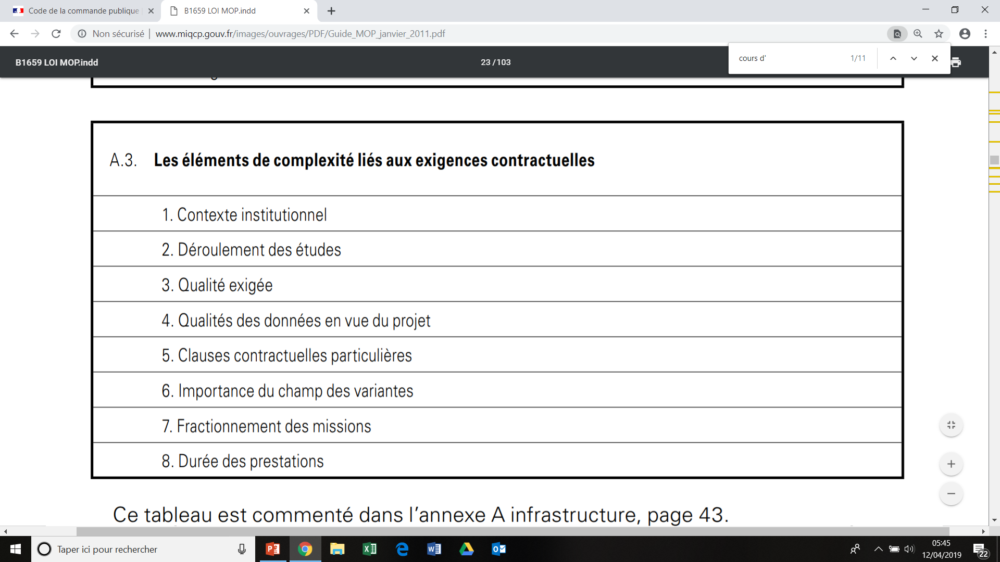 Code de la commande publique
B1659 LOI MOP.indd
Non sécurisé | www.miqcp.gouv.fr/images/ouvrages/PDF/Guide_MOP_janvier_2011.pdf
cours d'
1/11
B1659 LOI MOP.indd
23 / 103
A.3. Les éléments de complexité liés aux exigences contractuelles
1. Contexte institutionnel
2. Déroulement des études
3. Qualité exigée
4. Qualités des données en vue du projet
5. Clauses contractuelles particulières
6. Importance du champ des variantes
7. Fractionnement des missions
8. Durée des prestations
Ce tableau est commenté dans l'annexe A infrastructure, page 43.
Taper ici pour rechercher
05:45
12/04/2019
22